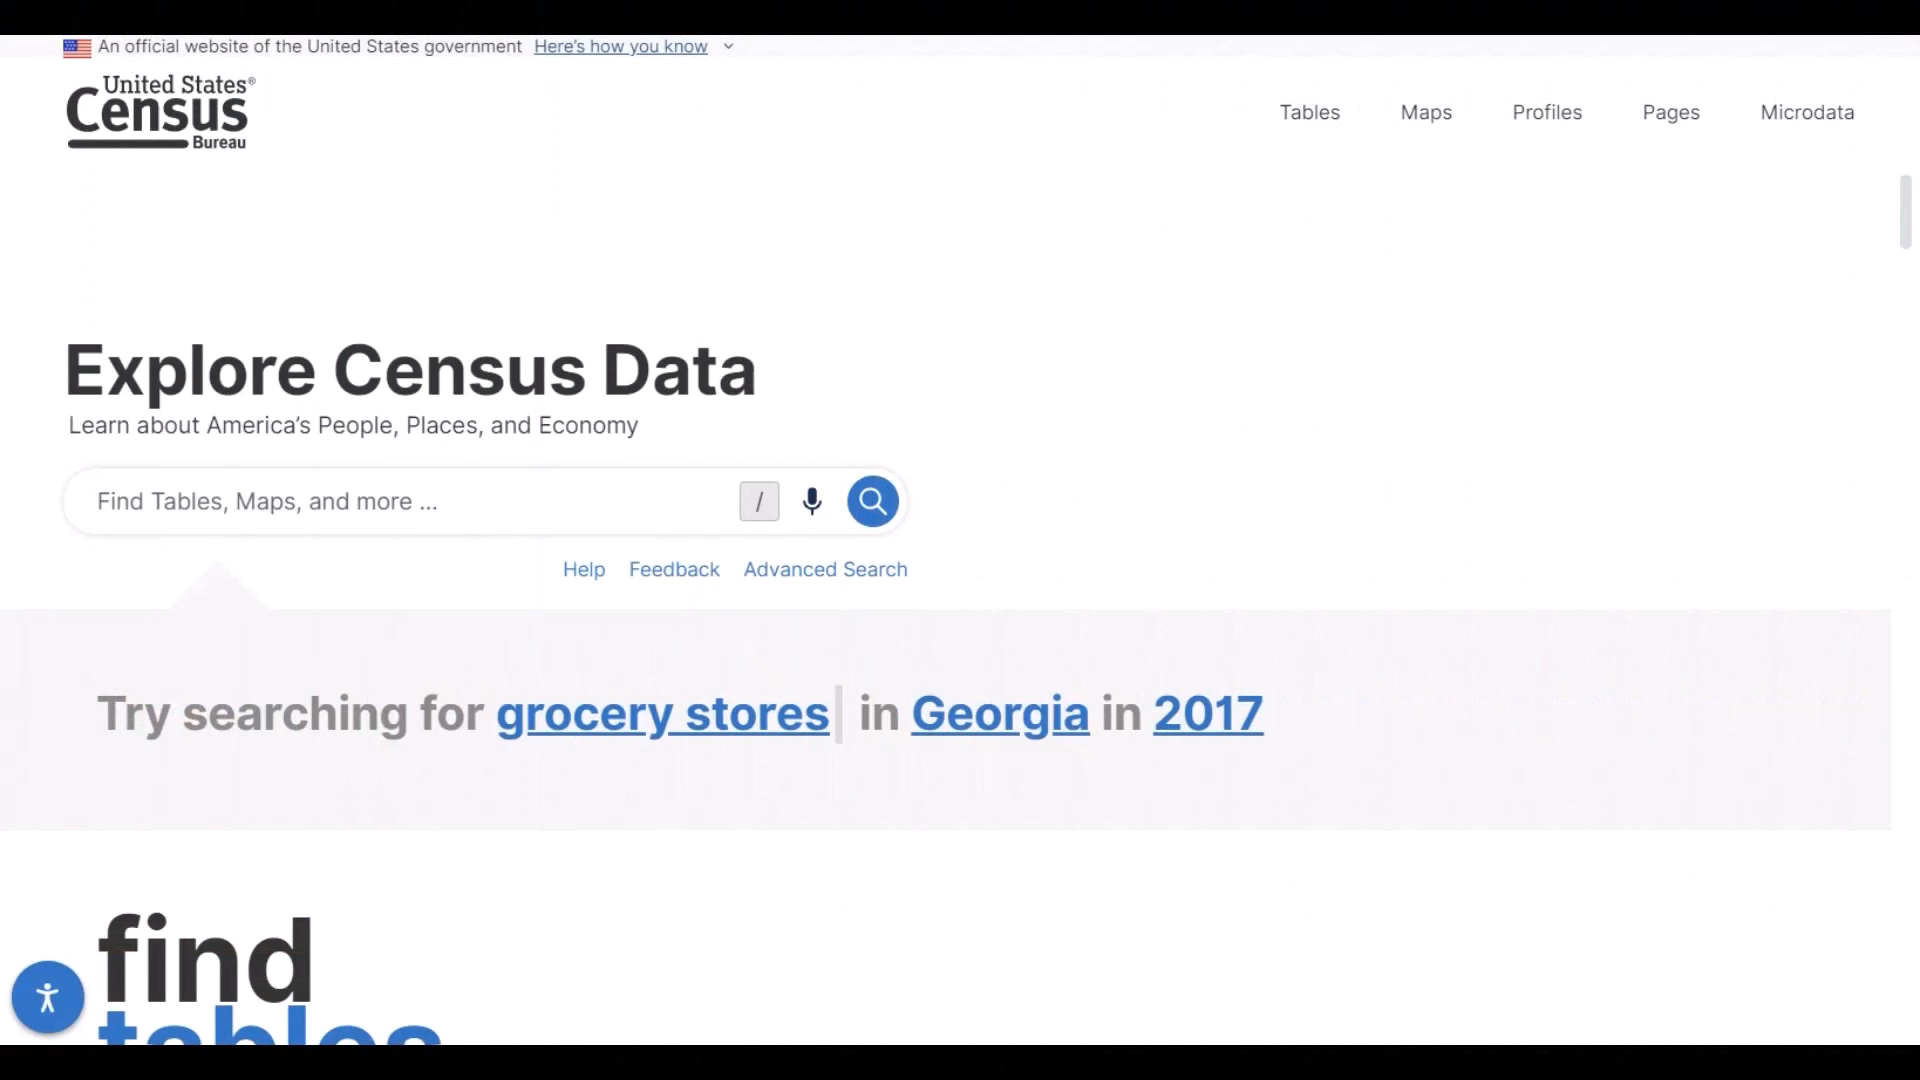 An official website of the United States government Here's how you know
United States®
Census
Bureau
Tables Maps Profiles Pages Microdata
Explore Census Data
Learn about America's People, Places, and Economy
Find Tables, Maps, and more ... /
Help Feedback Advanced Search
Try searching for grocery stores in Georgia in 2017
find
tables